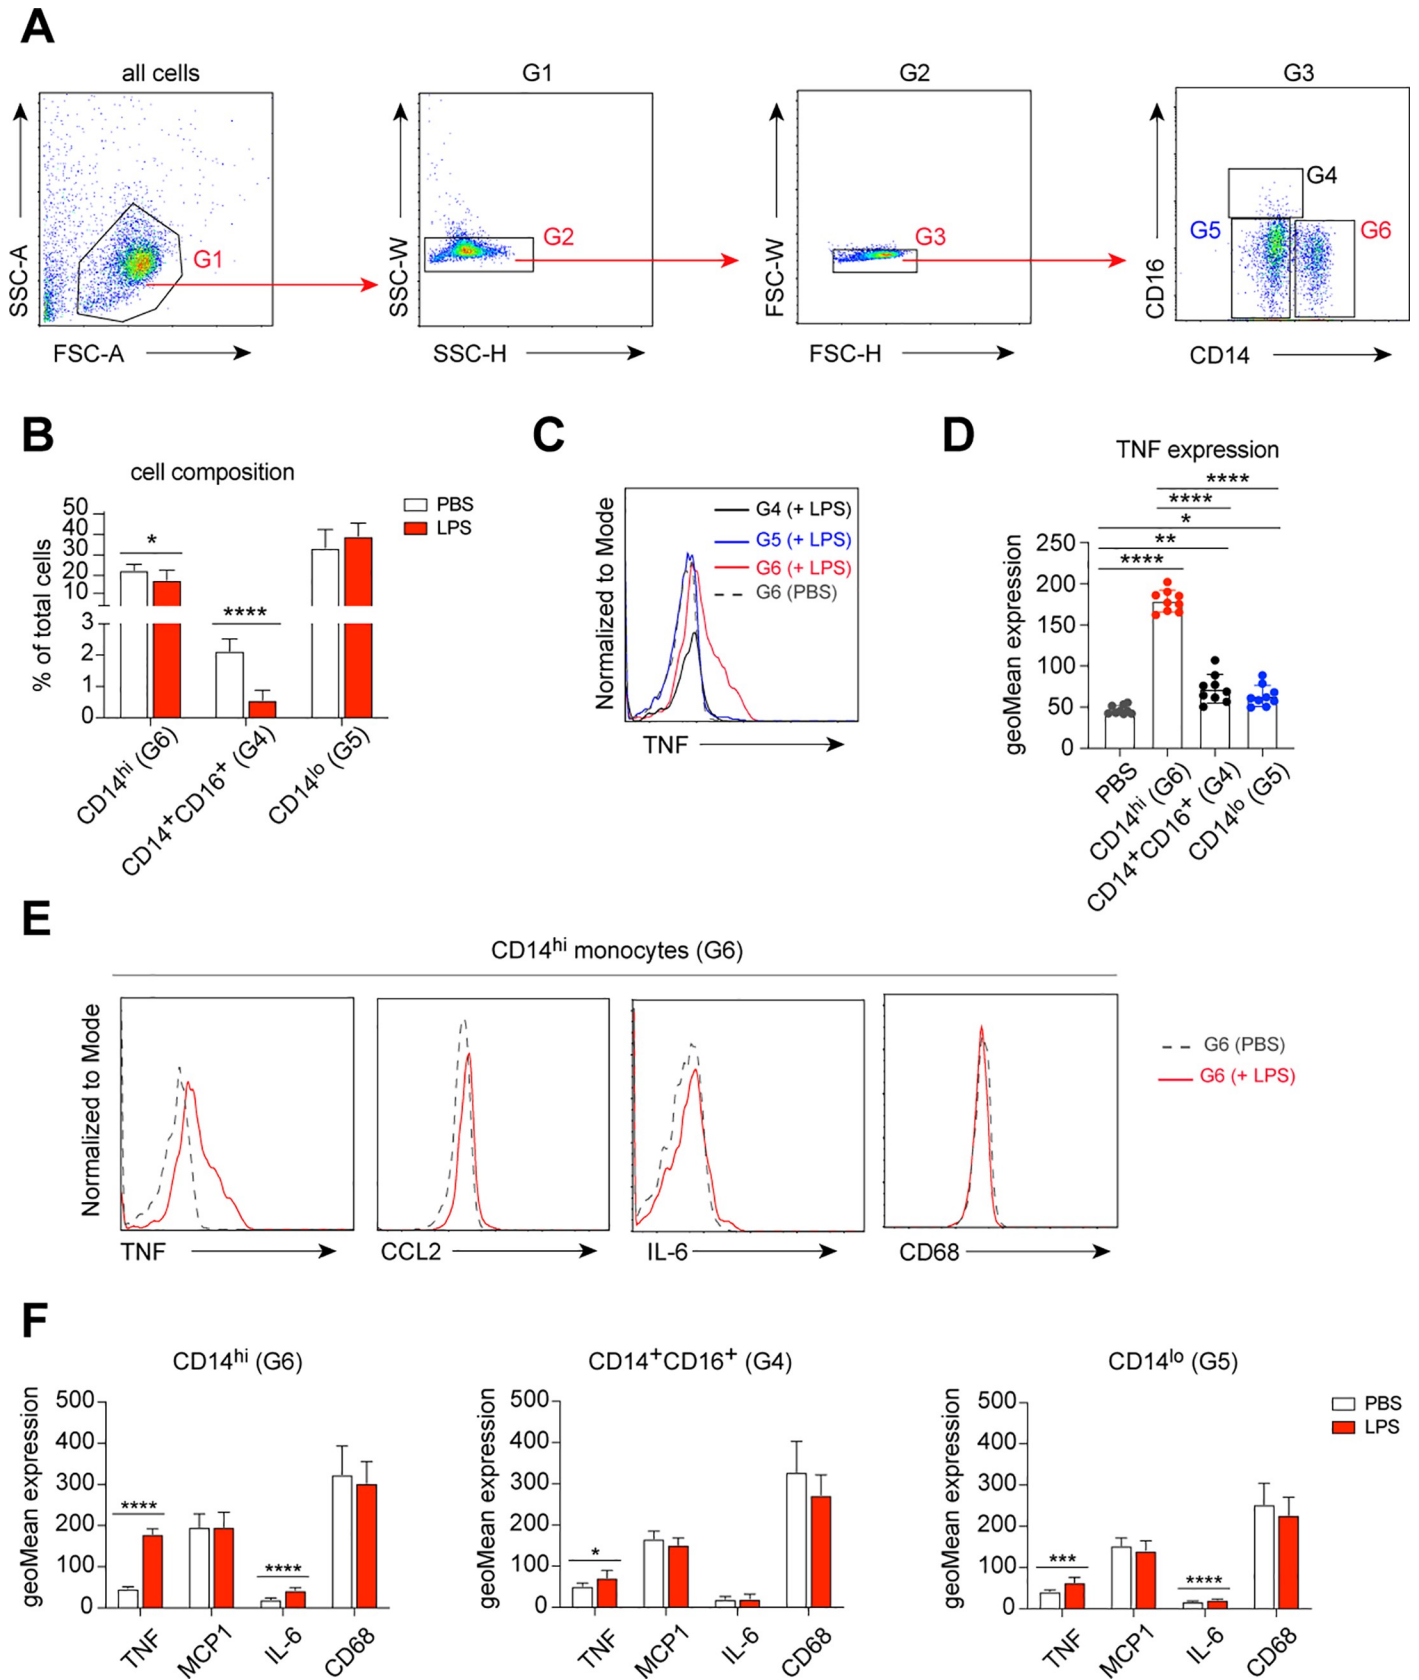 A
all cells
G1
G2
G3
SSC-A
G1
FSC-A
SSC-W
G2
SSC-H
FSC-W
G3
FSC-H
CD16
G4
G5
G6
CD14
B
cell composition
PBS
LPS
% of total cells
50
40
30
20
10
3
2
1
0
*
****
CD14hi (G6)
CD14+CD16+ (G4)
CD14lo (G5)
C
Normalized to Mode
G4 (+ LPS)
G5 (+ LPS)
G6 (+ LPS)
G6 (PBS)
TNF
D
TNF expression
****
****
*
**
****
geoMean expression
250
200
150
100
50
0
PBS
CD14hi (G6)
CD14+CD16+ (G4)
CD14lo (G5)
E
CD14hi monocytes (G6)
Normalized to Mode
TNF
CCL2
IL-6
CD68
G6 (PBS)
G6 (+ LPS)
F
CD14hi (G6)
geoMean expression
500
400
300
200
100
0
****
****
TNF
MCP1
IL-6
CD68
CD14+CD16+ (G4)
geoMean expression
500
400
300
200
100
0
*
TNF
MCP1
IL-6
CD68
CD14lo (G5)
geoMean expression
500
400
300
200
100
0
***
****
TNF
MCP1
IL-6
CD68
PBS
LPS